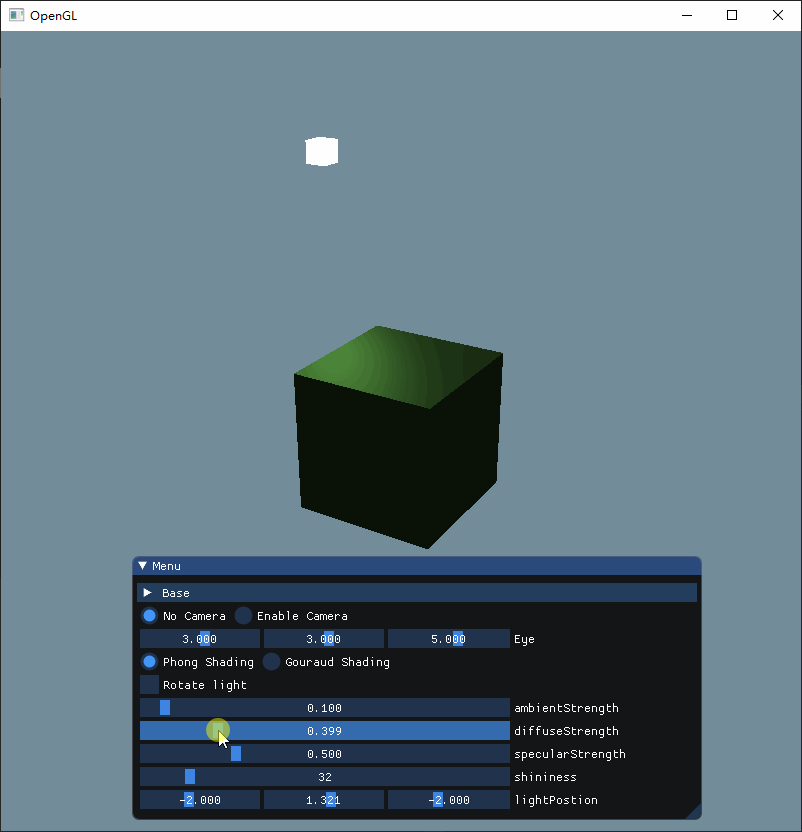 OpenGL
Menu
Base
No Camera Enable Camera
3.000 3.000 5.000 Eye
Phong Shading Gouraud Shading
Rotate light
0.100 ambientStrength
0.399 diffuseStrength
0.500 specularStrength
32 shininess
-2.000 1.321 -2.000 lightPostion